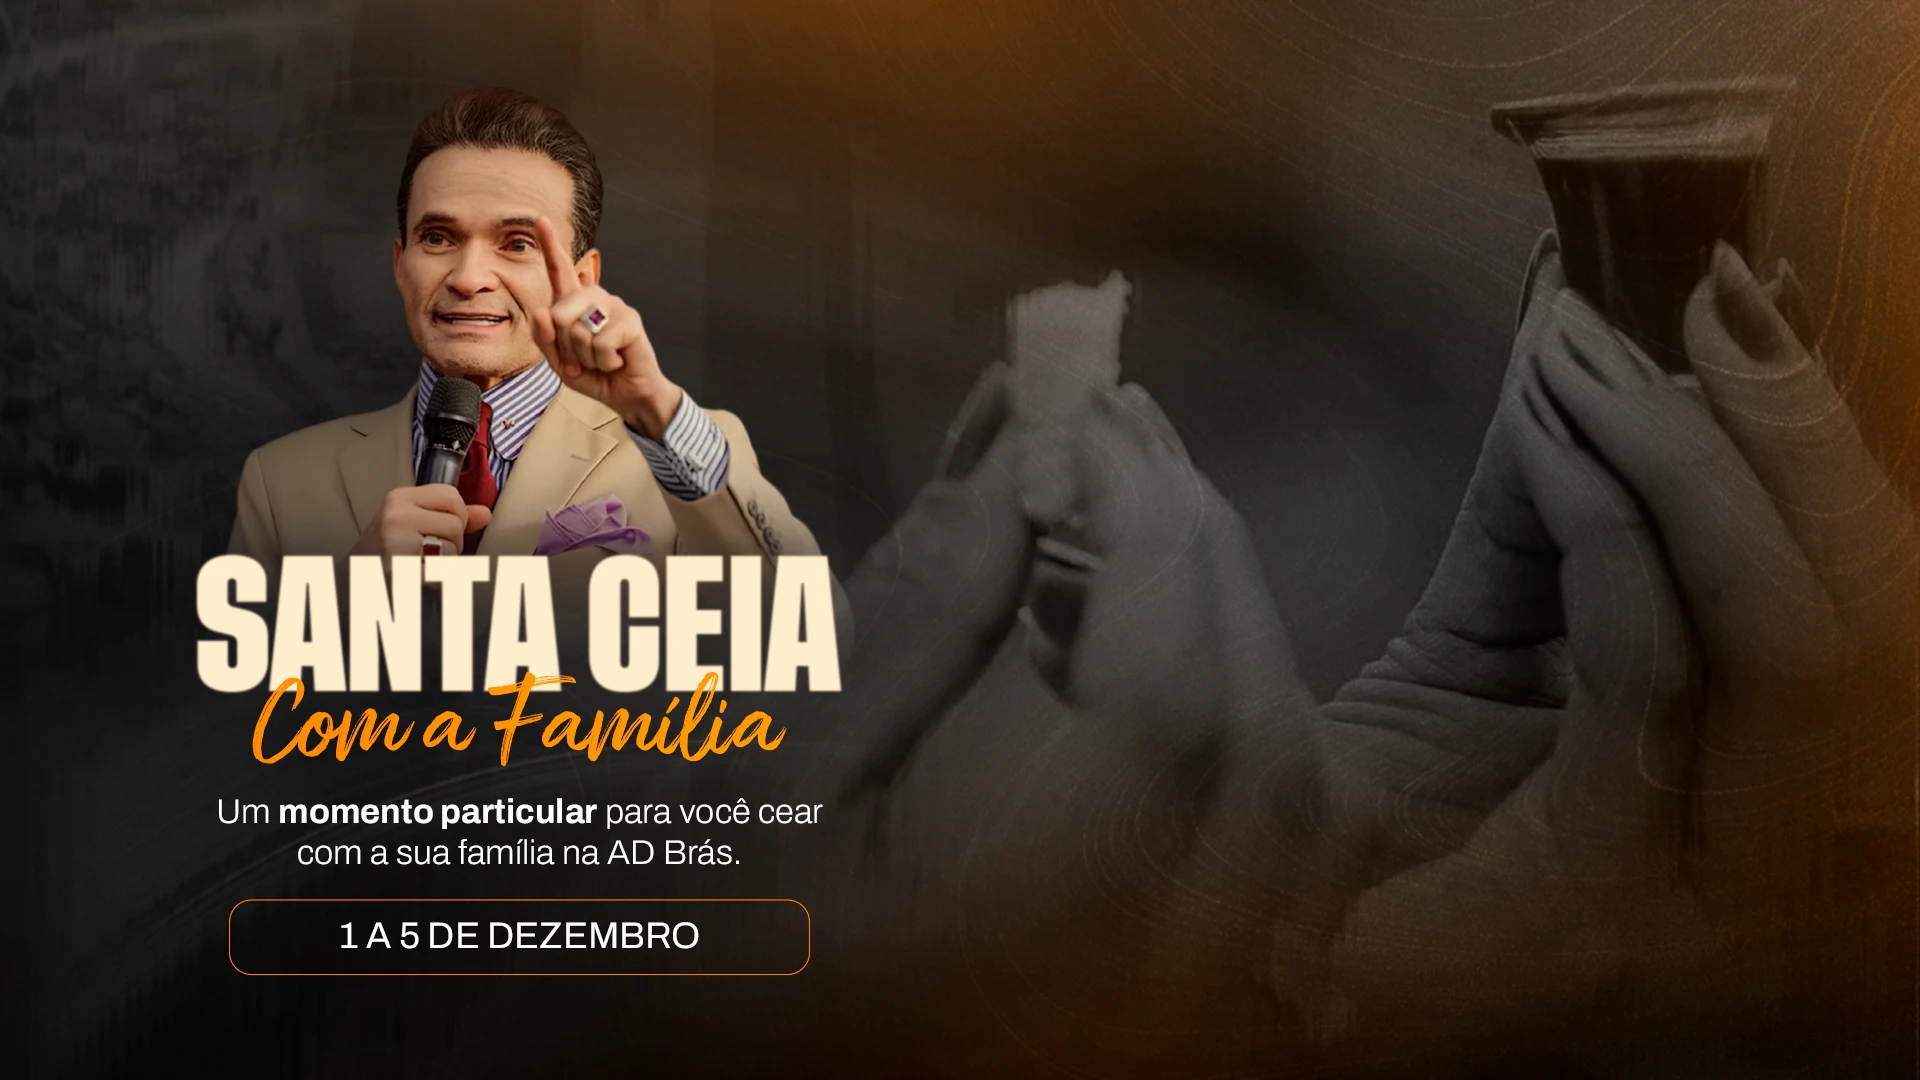 SANTA CEIA
Com a Família
Um momento particular para você cear
com a sua família na AD Brás.
1 A 5 DE DEZEMBRO